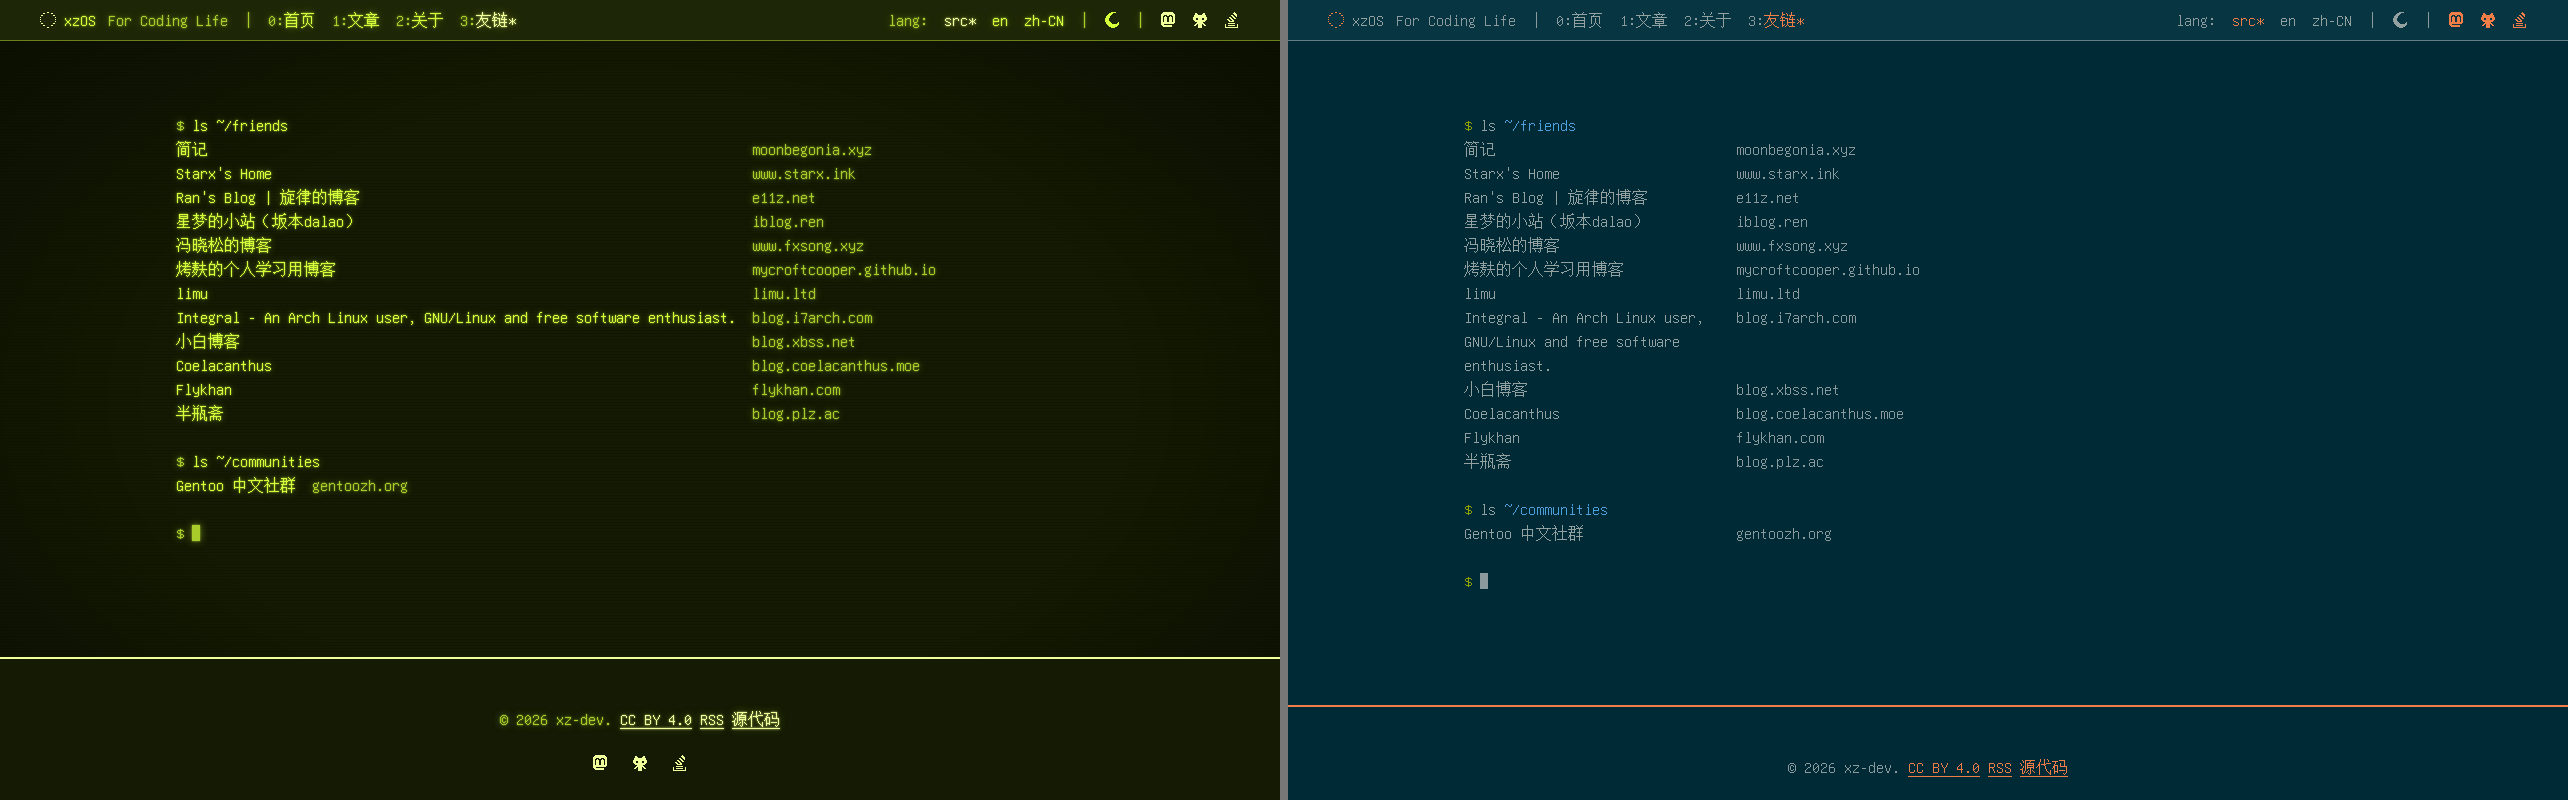 xzOS For Coding Life | 0:首页 1:文章 2:关于 3:友链* lang: src* en zh-CN | |
$ ls ~/friends
简记 moonbegonia.xyz
Starx's Home www.starx.ink
Ran's Blog | 旋律的博客 e11z.net
星梦的小站（坂本dalao） iblog.ren
冯晓松的博客 www.fxsong.xyz
烤麸的个人学习用博客 mycroftcooper.github.io
limu limu.ltd
Integral - An Arch Linux user, GNU/Linux and free software enthusiast. blog.i7arch.com
小白博客 blog.xbss.net
Coelacanthus blog.coelacanthus.moe
Flykhan flykhan.com
半瓶斋 blog.plz.ac
$ ls ~/communities
Gentoo 中文社群 gentoozh.org
$
© 2026 xz-dev. CC BY 4.0 RSS 源代码
xzOS For Coding Life | 0:首页 1:文章 2:关于 3:友链* lang: src* en zh-CN | |
$ ls ~/friends
简记 moonbegonia.xyz
Starx's Home www.starx.ink
Ran's Blog | 旋律的博客 e11z.net
星梦的小站（坂本dalao） iblog.ren
冯晓松的博客 www.fxsong.xyz
烤麸的个人学习用博客 mycroftcooper.github.io
limu limu.ltd
Integral - An Arch Linux user, blog.i7arch.com
GNU/Linux and free software
enthusiast.
小白博客 blog.xbss.net
Coelacanthus blog.coelacanthus.moe
Flykhan flykhan.com
半瓶斋 blog.plz.ac
$ ls ~/communities
Gentoo 中文社群 gentoozh.org
$
© 2026 xz-dev. CC BY 4.0 RSS 源代码